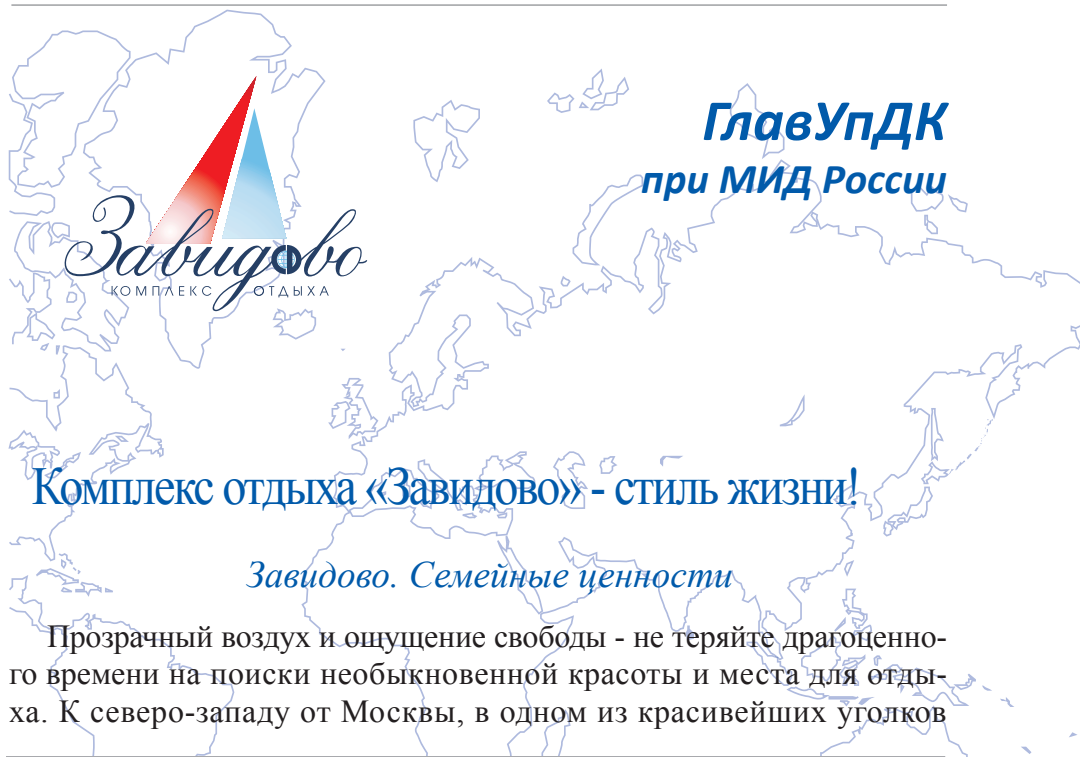 ГлавУпДК
при МИД России
Завидово
КОМПЛЕКС ОТДЫХА
Комплекс отдыха «Завидово» - стиль жизни!
Завидово. Семейные ценности
Прозрачный воздух и ощущение свободы - не теряйте драгоценно-
го времени на поиски необыкновенной красоты и места для отды-
ха. К северо-западу от Москвы, в одном из красивейших уголков